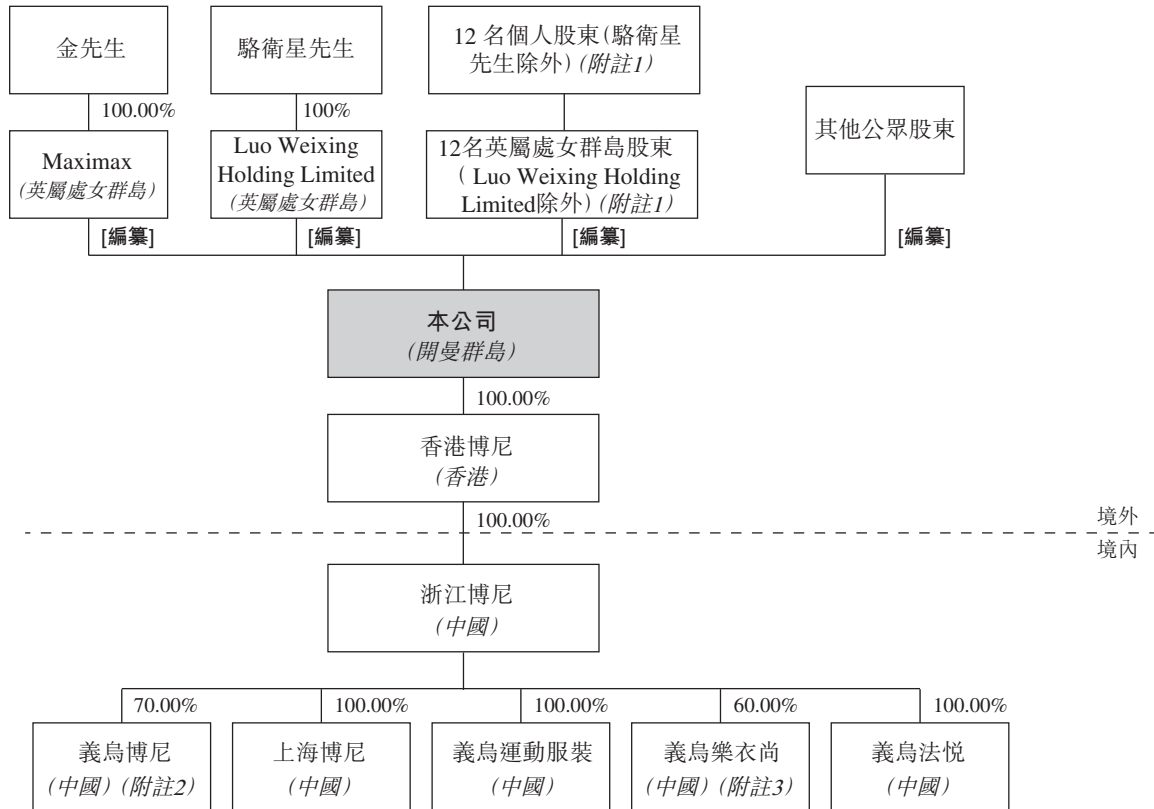 金先生
駱衛星先生
12 名個人股東(駱衛星
先生除外)(附註1)
其他公眾股東
100.00%
100%
Maximax
(英屬處女群島)
Luo Weixing
Holding Limited
(英屬處女群島)
12名英屬處女群島股東
( Luo Weixing Holding
Limited除外)(附註1)
[編纂]
[編纂]
[編纂]
[編纂]
本公司
(開曼群島)
100.00%
香港博尼
(香港)
100.00%
境外
境內
浙江博尼
(中國)
70.00%
100.00%
100.00%
60.00%
100.00%
義烏博尼
(中國)(附註2)
上海博尼
(中國)
義烏運動服裝
(中國)
義烏樂衣尚
(中國)(附註3)
義烏法悦
(中國)